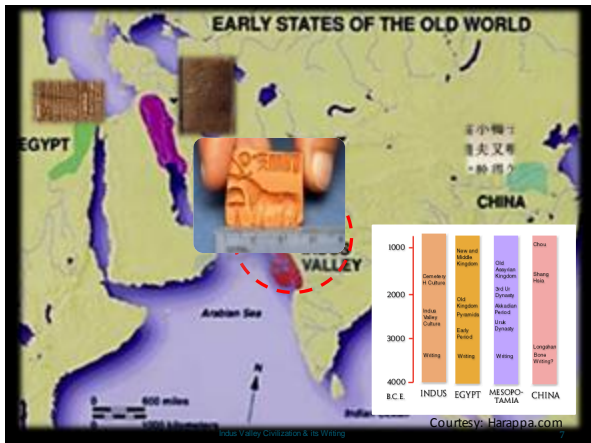 EARLY STATES OF THE OLD WORLD
EGYPT
CHINA
VALLEY
Arabian Sea
N
0 600 miles
Indian
1000
2000
3000
4000
B.C.E.
Cemetery
H Culture
Indus
Valley
Culture
Writing
INDUS
New and
Middle
Kingdom
Old
Kingdom
Pyramids
Early
Period
Writing
EGYPT
Old
Assyrian
Kingdom
3rd Ur
Dynasty
Akkadian
Period
Uruk
Dynasty
Writing
MESOPO-
TAMIA
Chou
Shang
Hsia
Longshan
Bone
Writing?
CHINA
Courtesy: Harappa.com
Indus Valley Civilization & its Writing